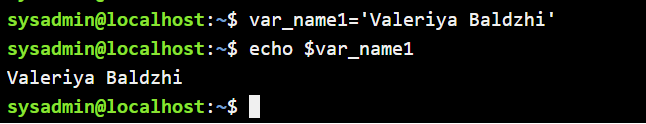 sysadmin@localhost:~$ var_name1='Valeriya Baldzhi'
sysadmin@localhost:~$ echo $var_name1
Valeriya Baldzhi
sysadmin@localhost:~$